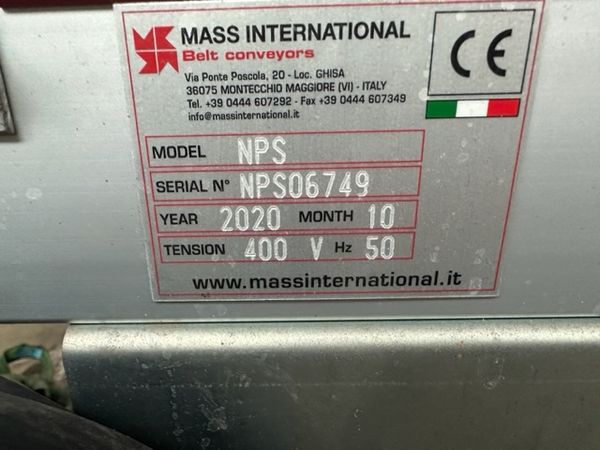 MASS INTERNATIONAL
Belt conveyors
Via Ponte Poscola, 20 - Loc. GHISA
36075 MONTECCHIO MAGGIORE (VI) - ITALY
Tel. +39 0444 607292 - Fax +39 0444 607349
info@massinternational.it
CE
MODEL NPS
SERIAL N° NPS06749
YEAR 2020 MONTH 10
TENSION 400 V Hz 50
www.massinternational.it